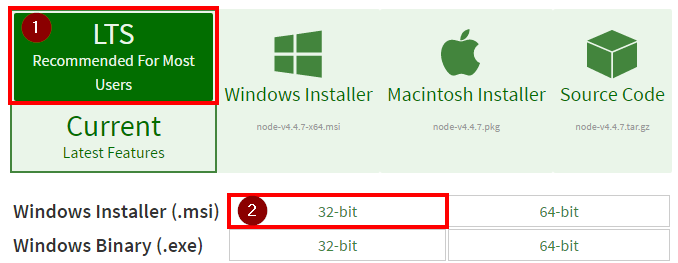 1
LTS
Recommended For Most
Users
Current
Latest Features
Windows Installer
node-v4.4.7-x64.msi
Macintosh Installer
node-v4.4.7.pkg
Source Code
node-v4.4.7.tar.gz
Windows Installer (.msi) 2 32-bit 64-bit
Windows Binary (.exe) 32-bit 64-bit